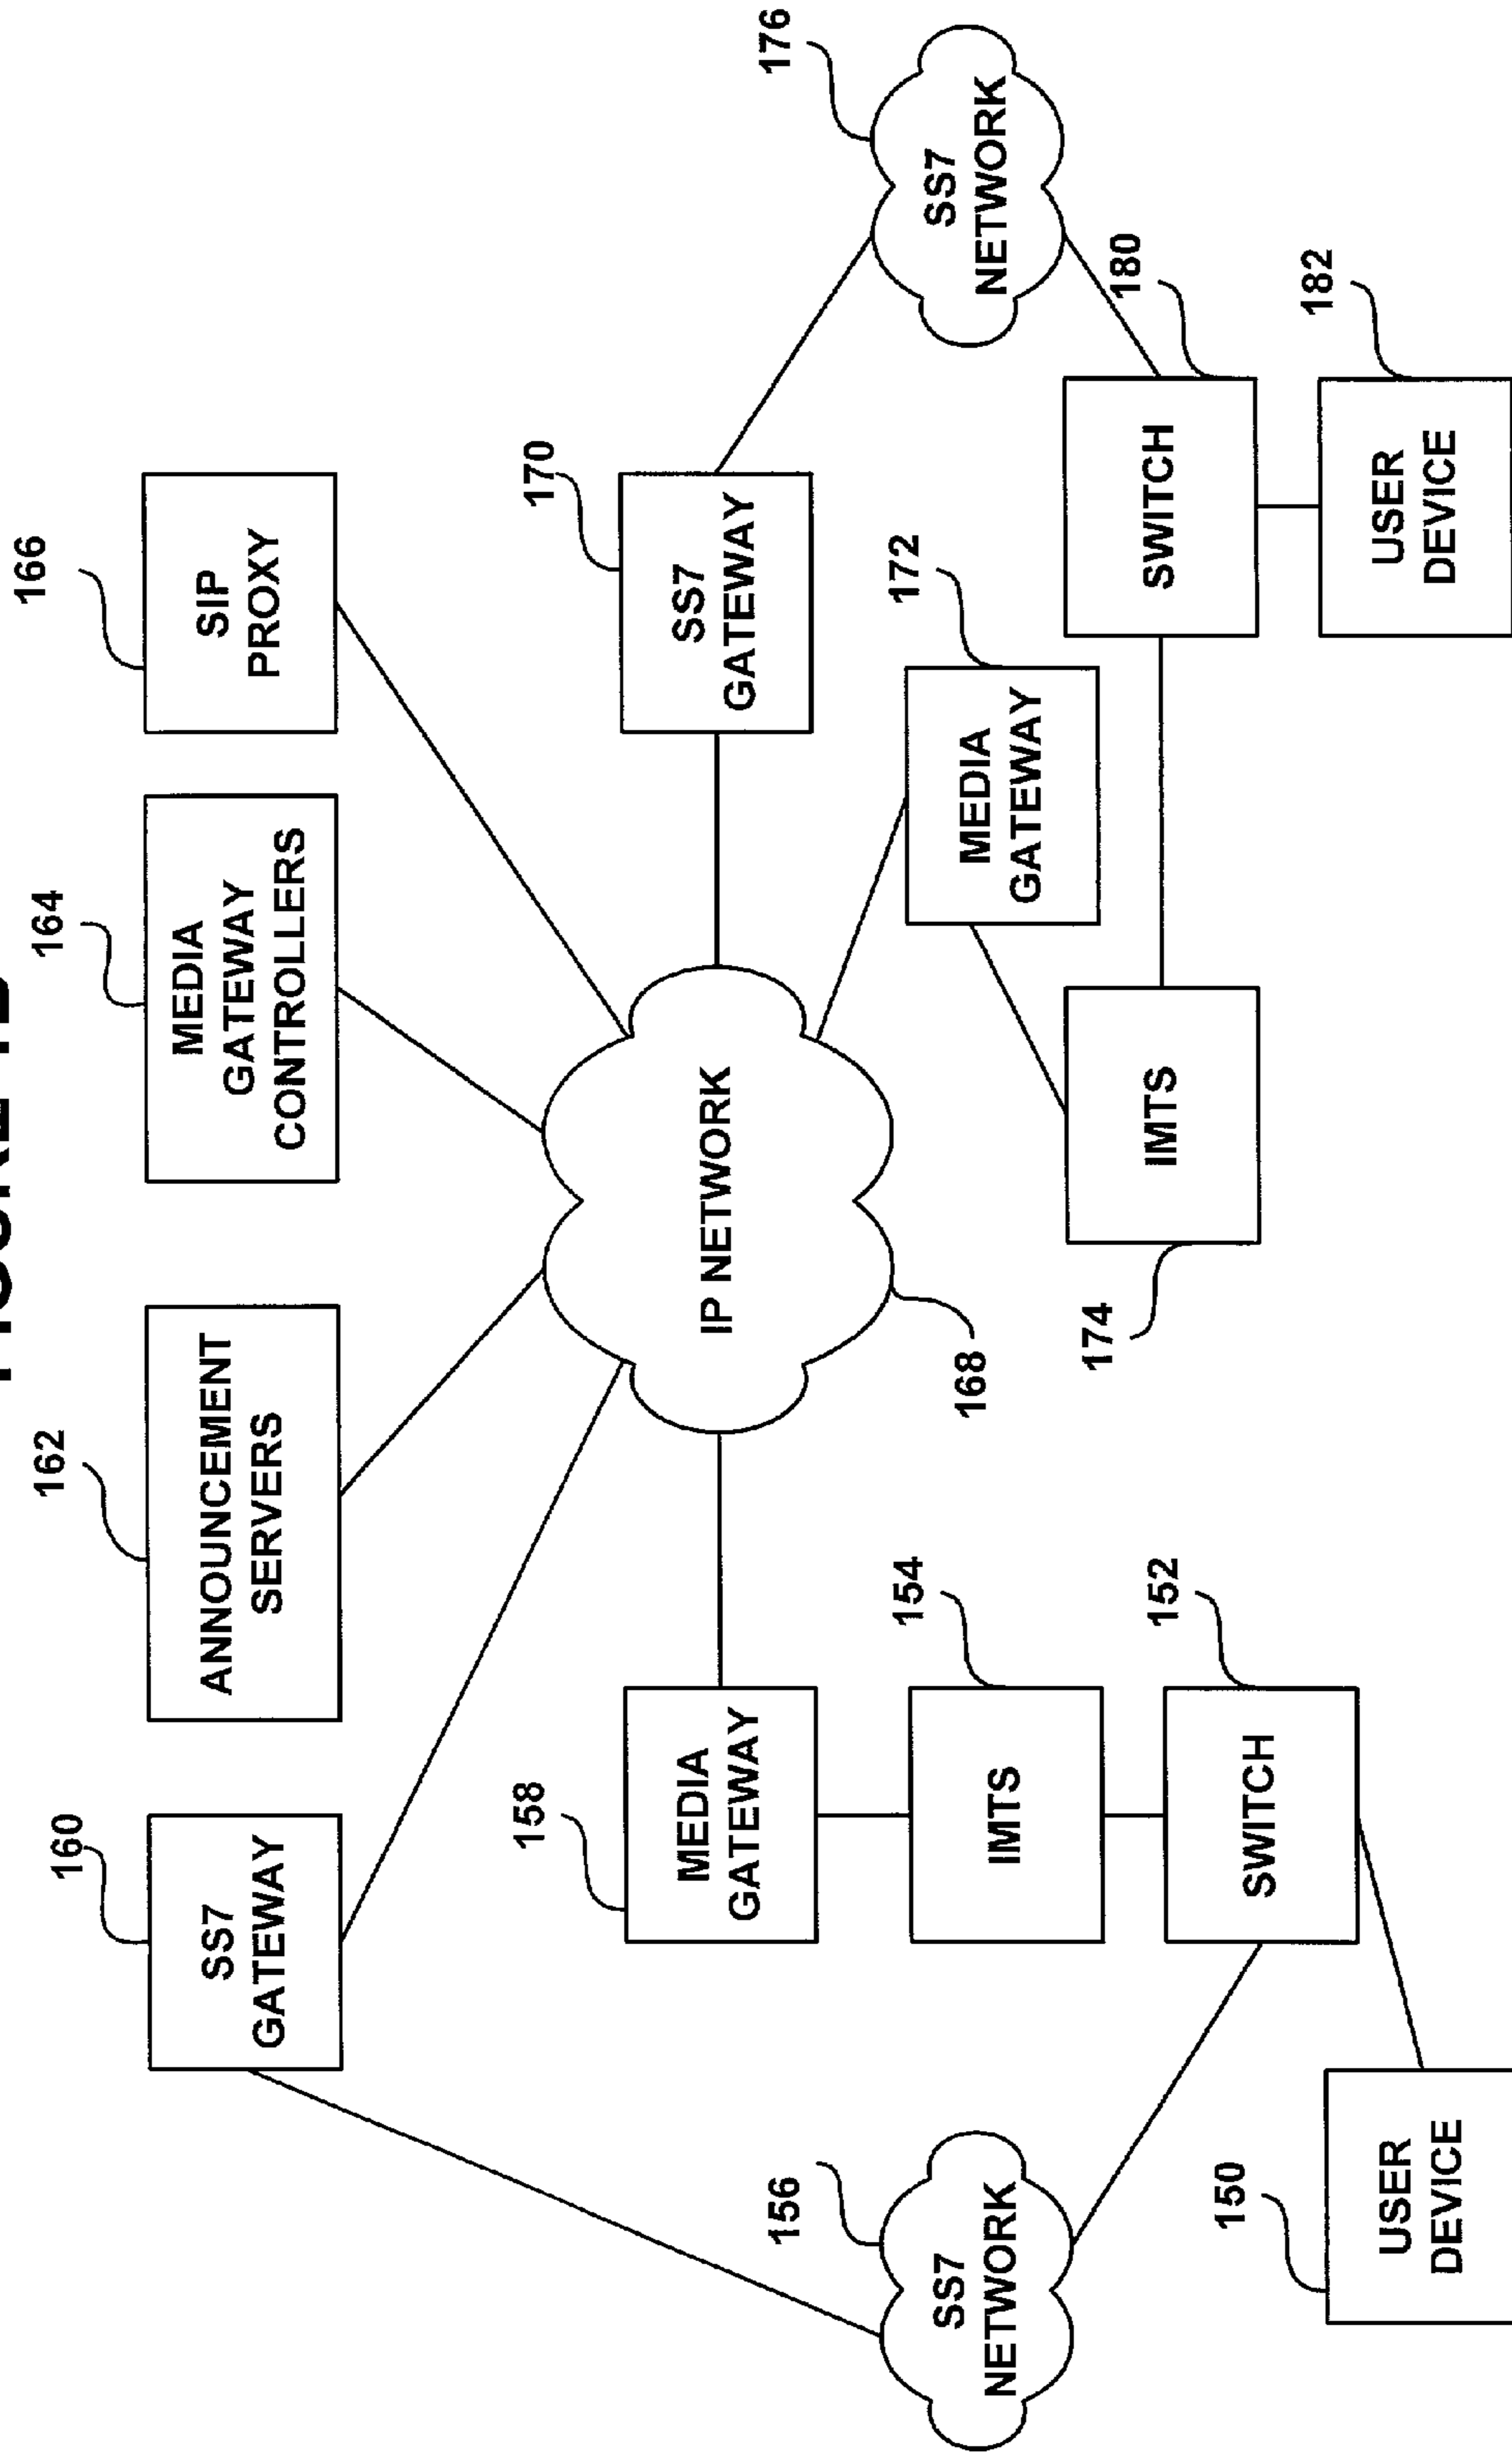 160
162
164
166
SS7
GATEWAY
ANNOUNCEMENT
SERVERS
MEDIA
GATEWAY
CONTROLLERS
SIP
PROXY
158
MEDIA
GATEWAY
IP NETWORK
168
170
SS7
GATEWAY
176
SS7
NETWORK
156
SS7
NETWORK
154
IMTS
172
MEDIA
GATEWAY
174
IMTS
180
SWITCH
152
SWITCH
150
USER
DEVICE
182
USER
DEVICE